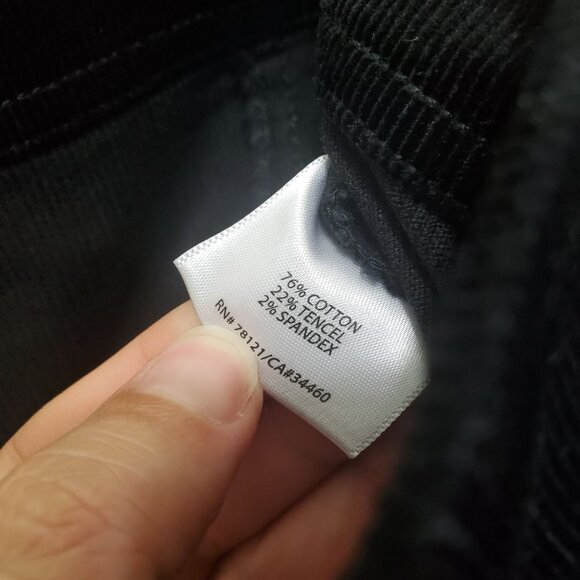 76% COTTON
22% TENCEL
2% SPANDEX
RN# 78121/CA#34460